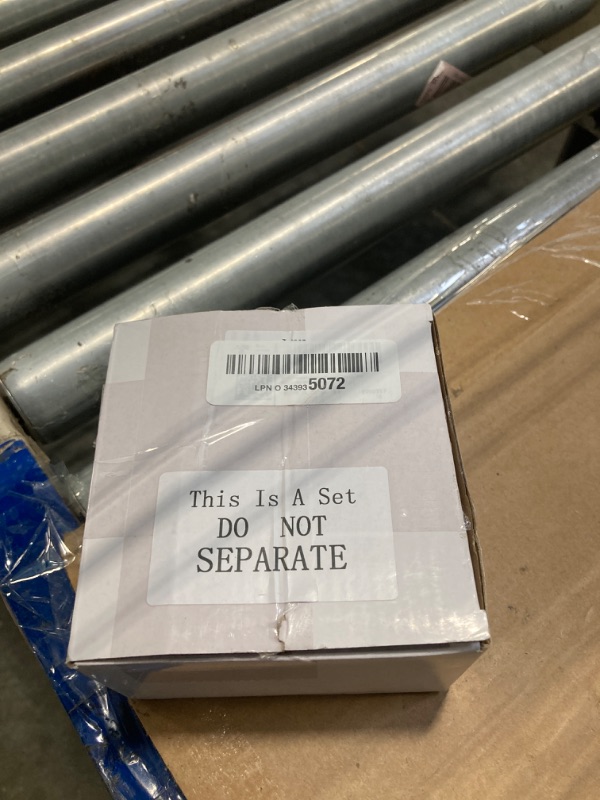 LPN O 343935072
This Is A Set
DO NOT
SEPARATE